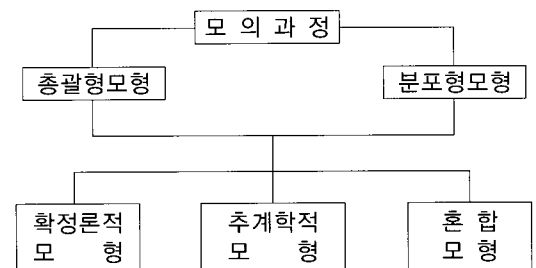 모 의 과 정
총괄형모형
분포형모형
확정론적
모 형
추계학적
모 형
혼 합
모 형